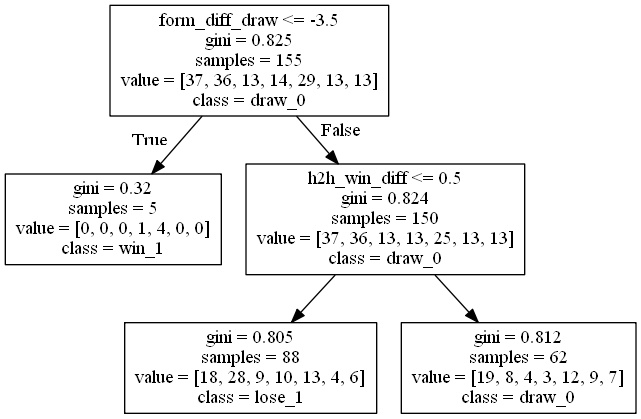 form_diff_draw <= -3.5
gini = 0.825
samples = 155
value = [37, 36, 13, 14, 29, 13, 13]
class = draw_0
True
False
gini = 0.32
samples = 5
value = [0, 0, 0, 1, 4, 0, 0]
class = win_1
h2h_win_diff <= 0.5
gini = 0.824
samples = 150
value = [37, 36, 13, 13, 25, 13, 13]
class = draw_0
gini = 0.805
samples = 88
value = [18, 28, 9, 10, 13, 4, 6]
class = lose_1
gini = 0.812
samples = 62
value = [19, 8, 4, 3, 12, 9, 7]
class = draw_0